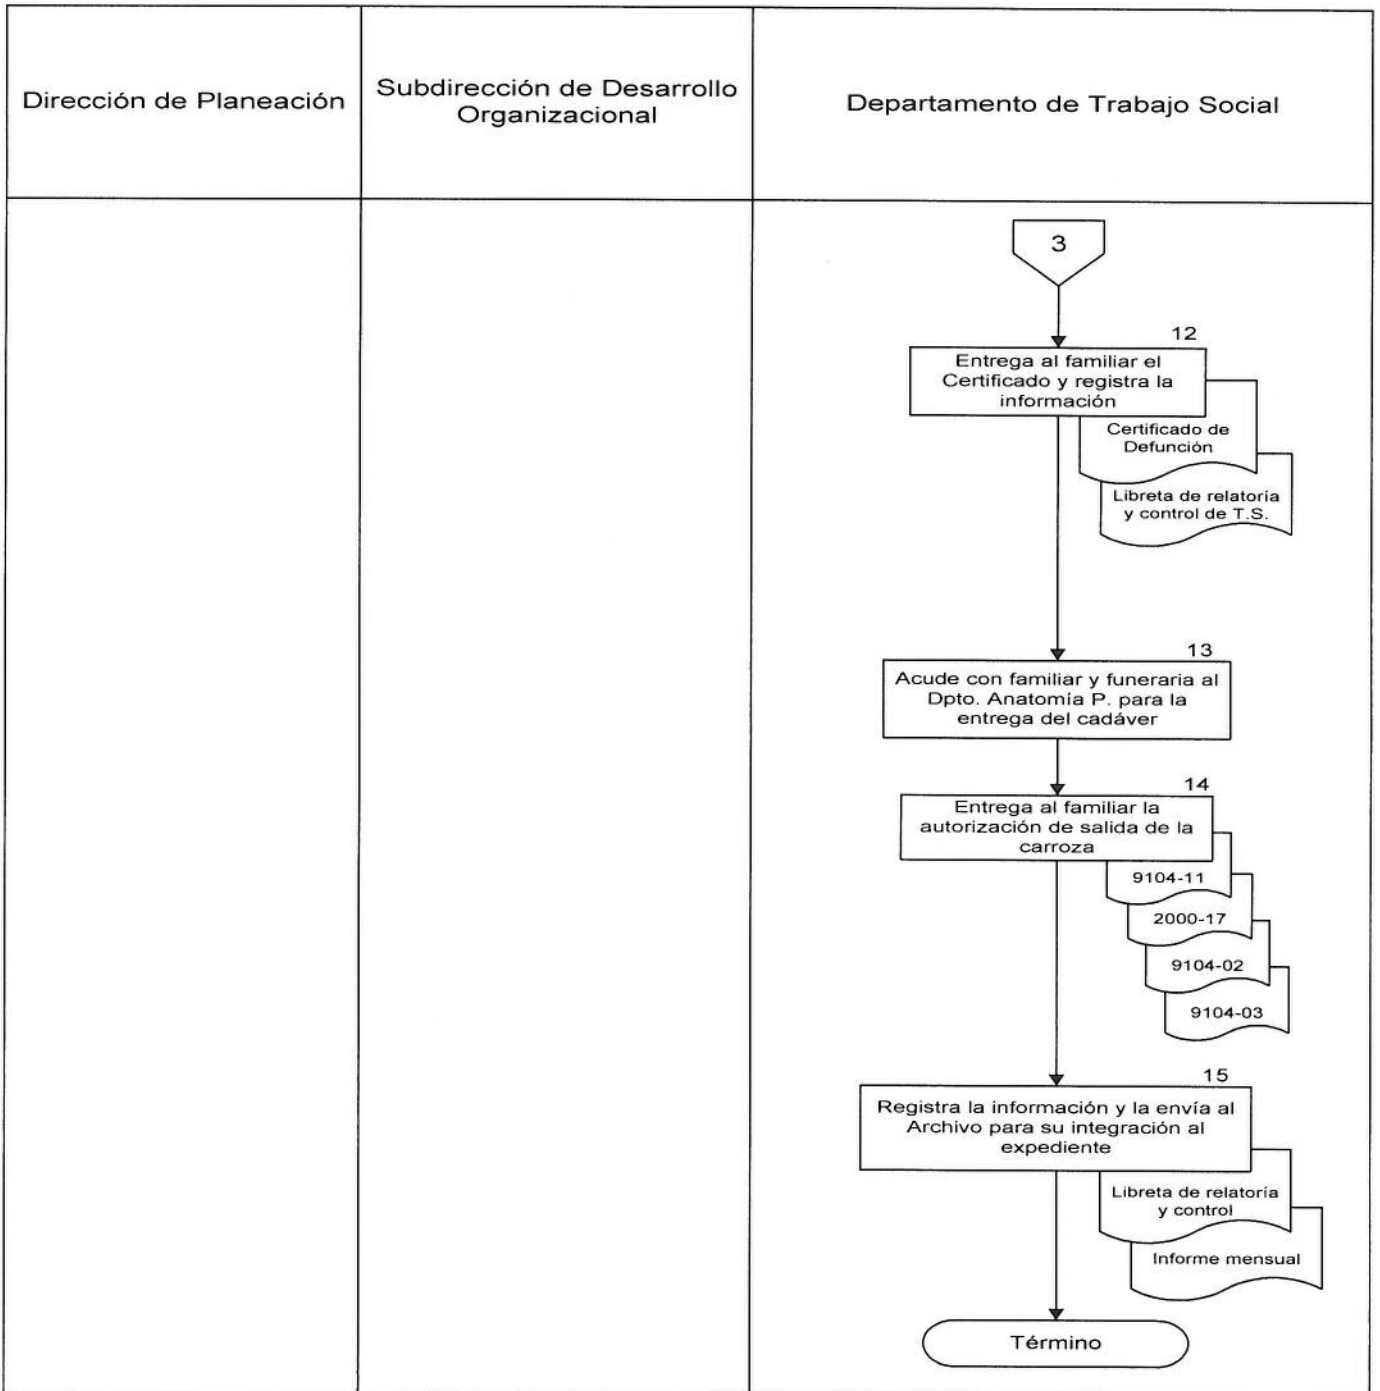 Dirección de Planeación
Subdirección de Desarrollo
Organizacional
Departamento de Trabajo Social
3
12
Entrega al familiar el
Certificado y registra la
información
Certificado de
Defunción
Libreta de relatoría
y control de T.S.
13
Acude con familiar y funeraria al
Dpto. Anatomía P. para la
entrega del cadáver
14
Entrega al familiar la
autorización de salida de la
carroza
9104-11
2000-17
9104-02
9104-03
15
Registra la información y la envía al
Archivo para su integración al
expediente
Libreta de relatoría
y control
Informe mensual
Término